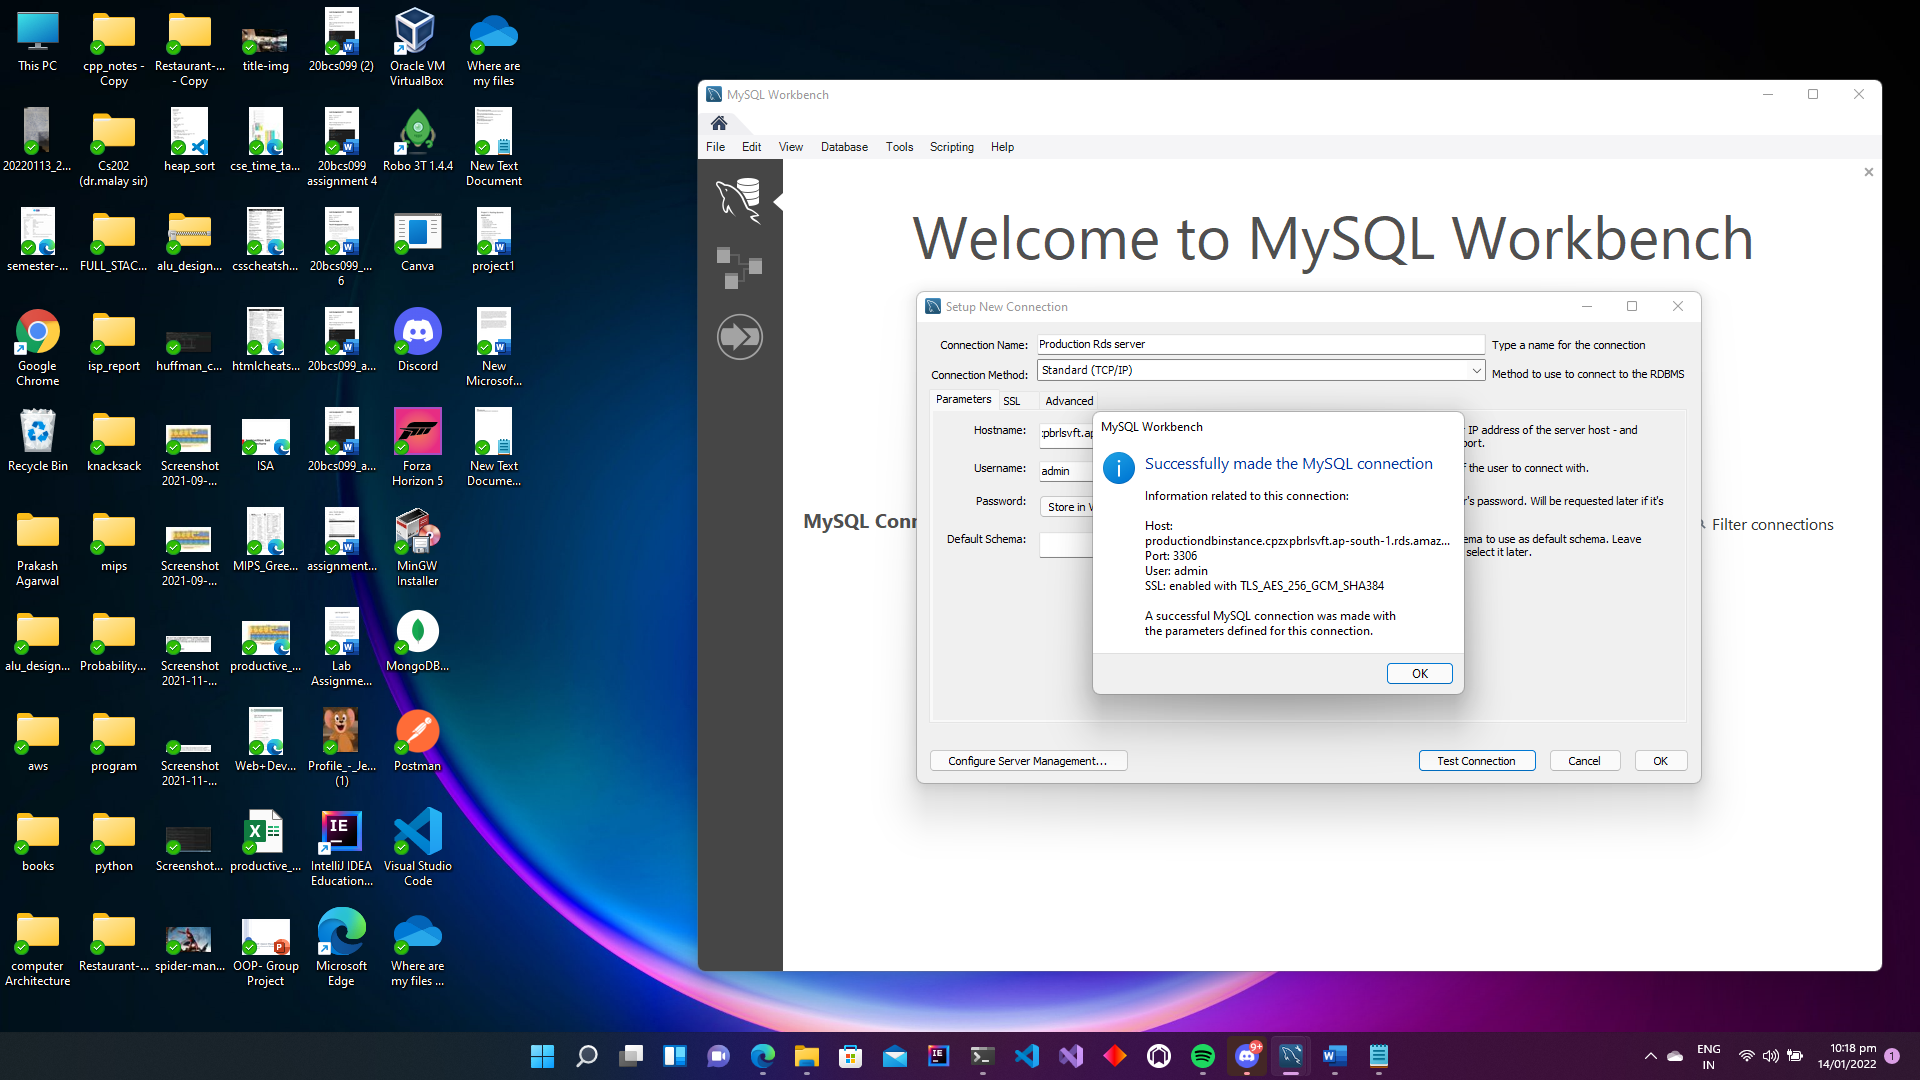 This PC
cpp_notes -
Copy
Restaurant-...
- Copy
title-img
20bcs099 (2)
Oracle VM
VirtualBox
Where are
my files
20220113_2...
Cs202
(dr.malay sir)
heap_sort
cse_time_ta...
20bcs099
assignment 4
Robo 3T 1.4.4
New Text
Document
semester-...
FULL_STAC...
alu_design...
csscheatsh...
20bcs099_...
6
Canva
project1
Google
Chrome
isp_report
huffman_c...
htmlcheats...
20bcs099_a...
Discord
New
Microsof...
Recycle Bin
knacksack
Screenshot
2021-09-...
ISA
20bcs099_a...
Forza
Horizon 5
New Text
Docume...
Prakash
Agarwal
mips
Screenshot
2021-09-...
MIPS_Gree...
assignment...
MinGW
Installer
alu_design...
Probability...
Screenshot
2021-11-...
productive_...
Lab
Assignme...
MongoDB...
aws
program
Screenshot
2021-11-...
Web+Dev...
Profile_-_Je...
(1)
Postman
books
python
Screenshot...
productive_...
IntelliJ IDEA
Education...
Visual Studio
Code
computer
Architecture
Restaurant-...
spider-man...
OOP- Group
Project
Microsoft
Edge
Where are
my files ...
MySQL Workbench
File Edit View Database Tools Scripting Help
Welcome to MySQL Workbench
MySQL Conn
Filter connections
Setup New Connection
Connection Name: Production Rds server Type a name for the connection
Connection Method: Standard (TCP/IP) Method to use to connect to the RDBMS
Parameters SSL Advanced
Hostname: :pbrlsvft.ap IP address of the server host - and
ort.
Username: admin f the user to connect with.
Password: Store in V r's password. Will be requested later if it's
Default Schema: ema to use as default schema. Leave
select it later.
MySQL Workbench
Successfully made the MySQL connection
Information related to this connection:
Host:
productiondbinstance.cpzxpbrlsvft.ap-south-1.rds.amaz...
Port: 3306
User: admin
SSL: enabled with TLS_AES_256_GCM_SHA384
A successful MySQL connection was made with
the parameters defined for this connection.
OK
Configure Server Management... Test Connection Cancel OK
9+
ENG
IN
10:18 pm
14/01/2022
1